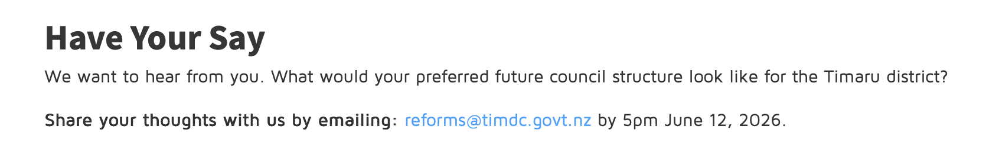 Have Your Say
We want to hear from you. What would your preferred future council structure look like for the Timaru district?
Share your thoughts with us by emailing: reforms@timdc.govt.nz by 5pm June 12, 2026.